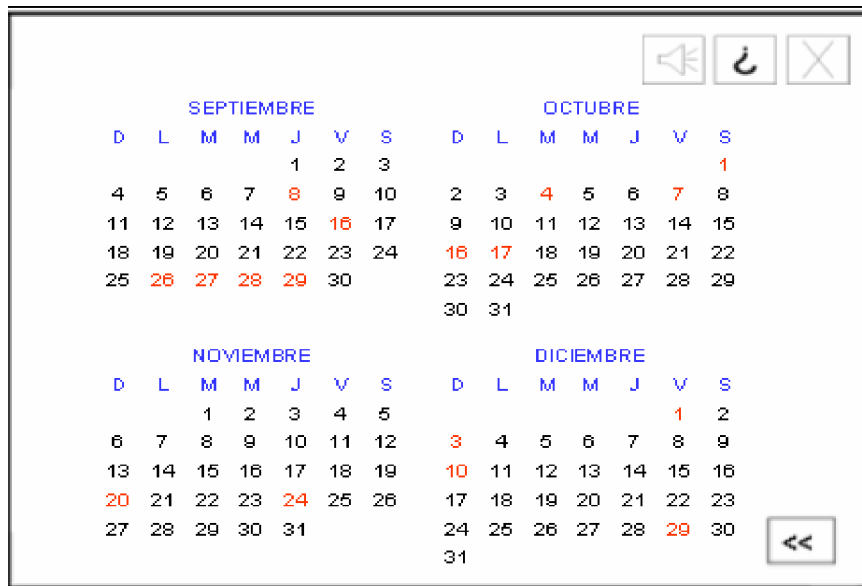 ¿
SEPTIEMBRE
D L M M J V S
1 2 3
4 5 6 7 8 9 10
11 12 13 14 15 16 17
18 19 20 21 22 23 24
25 26 27 28 29 30
OCTUBRE
D L M M J V S
1
2 3 4 5 6 7 8
9 10 11 12 13 14 15
16 17 18 19 20 21 22
23 24 25 26 27 28 29
30 31
NOVIEMBRE
D L M M J V S
1 2 3 4 5
6 7 8 9 10 11 12
13 14 15 16 17 18 19
20 21 22 23 24 25 26
27 28 29 30 31
DICIEMBRE
D L M M J V S
1 2
3 4 5 6 7 8 9
10 11 12 13 14 15 16
17 18 19 20 21 22 23
24 25 26 27 28 29 30
31
<<